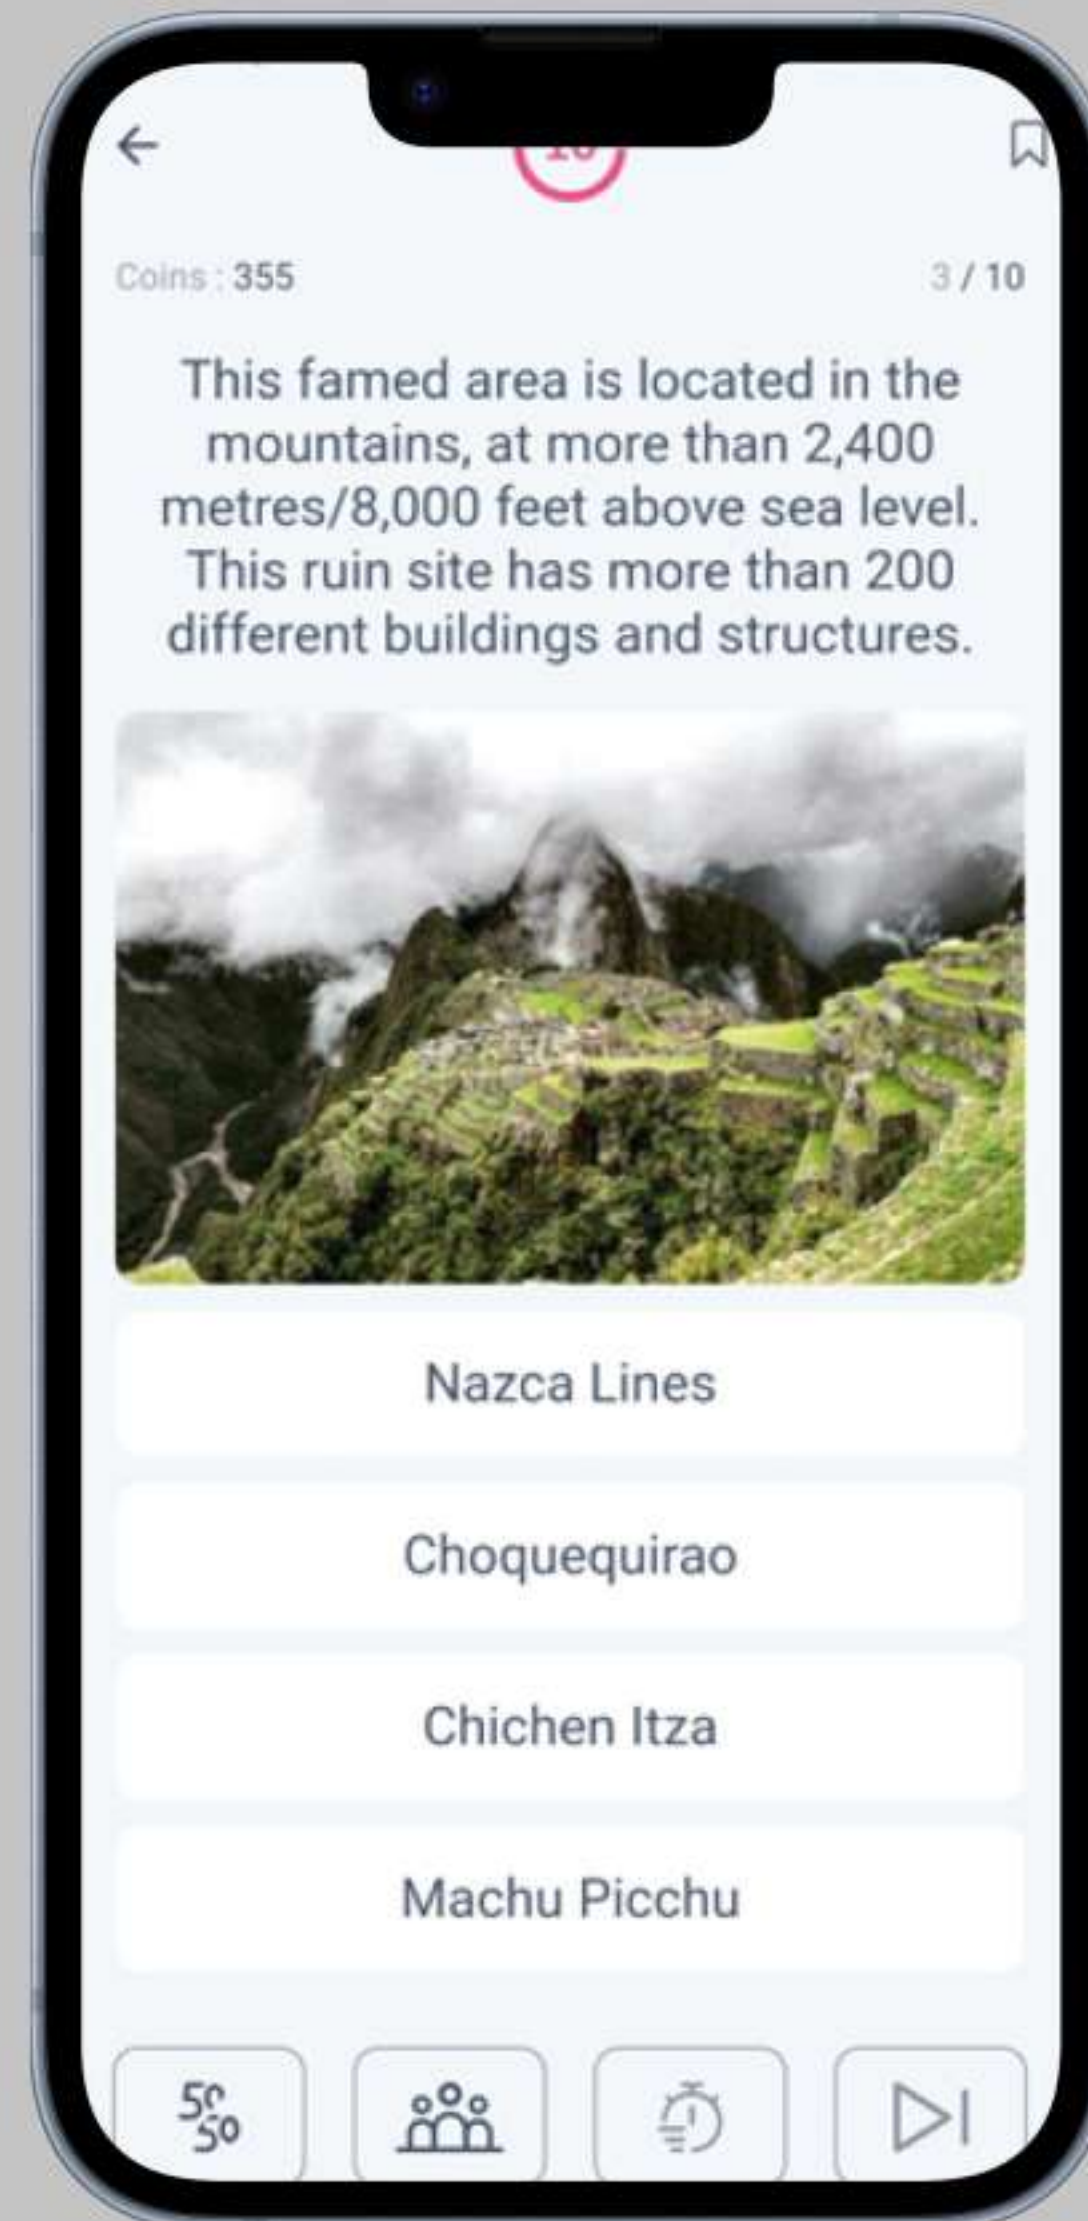 Coins : 355
3 / 10
This famed area is located in the
mountains, at more than 2,400
metres/8,000 feet above sea level.
This ruin site has more than 200
different buildings and structures.
Nazca Lines
Choquequirao
Chichen Itza
Machu Picchu
50
50